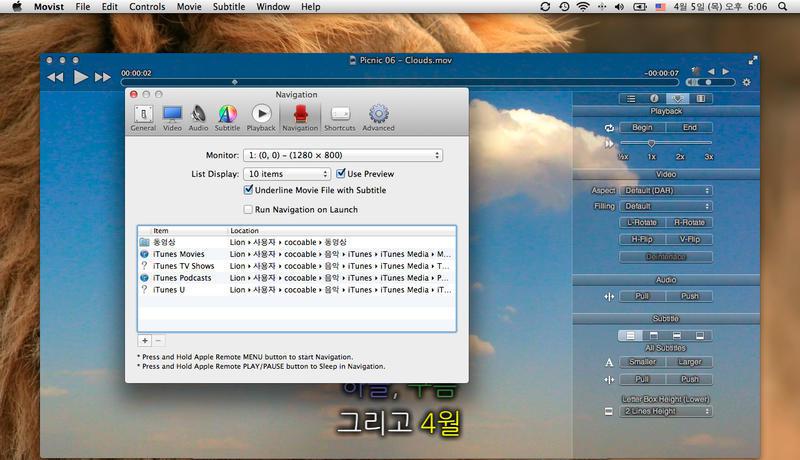 Movist File Edit Controls Movie Subtitle Window Help 4월 5일 (목) 오후 6:06
Picnic 06 – Clouds.mov
00:00:02 -00:00:07
Navigation
General Video Audio Subtitle Playback Navigation Shortcuts Advanced
Monitor: 1: (0, 0) – (1280 × 800)
List Display: 10 items Use Preview
Underline Movie File with Subtitle
Run Navigation on Launch
Item Location
동영상 Lion ▸ 사용자 ▸ cocoable ▸ 동영상
iTunes Movies Lion ▸ 사용자 ▸ cocoable ▸ 음악 ▸ iTunes ▸ iTunes Media ▸ M...
iTunes TV Shows Lion ▸ 사용자 ▸ cocoable ▸ 음악 ▸ iTunes ▸ iTunes Media ▸ T...
iTunes Podcasts Lion ▸ 사용자 ▸ cocoable ▸ 음악 ▸ iTunes ▸ iTunes Media ▸ P...
iTunes U Lion ▸ 사용자 ▸ cocoable ▸ 음악 ▸ iTunes ▸ iTunes Media ▸ iT...
* Press and Hold Apple Remote MENU button to start Navigation.
* Press and Hold Apple Remote PLAY/PAUSE button to Sleep in Navigation.
Playback
Begin End
½x 1x 2x 3x
Video
Aspect Default (DAR)
Filling Default
L-Rotate R-Rotate
H-Flip V-Flip
Deinterlace
Audio
Pull Push
Subtitle
All Subtitles
A Smaller Larger
Pull Push
Letter Box Height (Lower)
2 Lines Height
그리고 4월